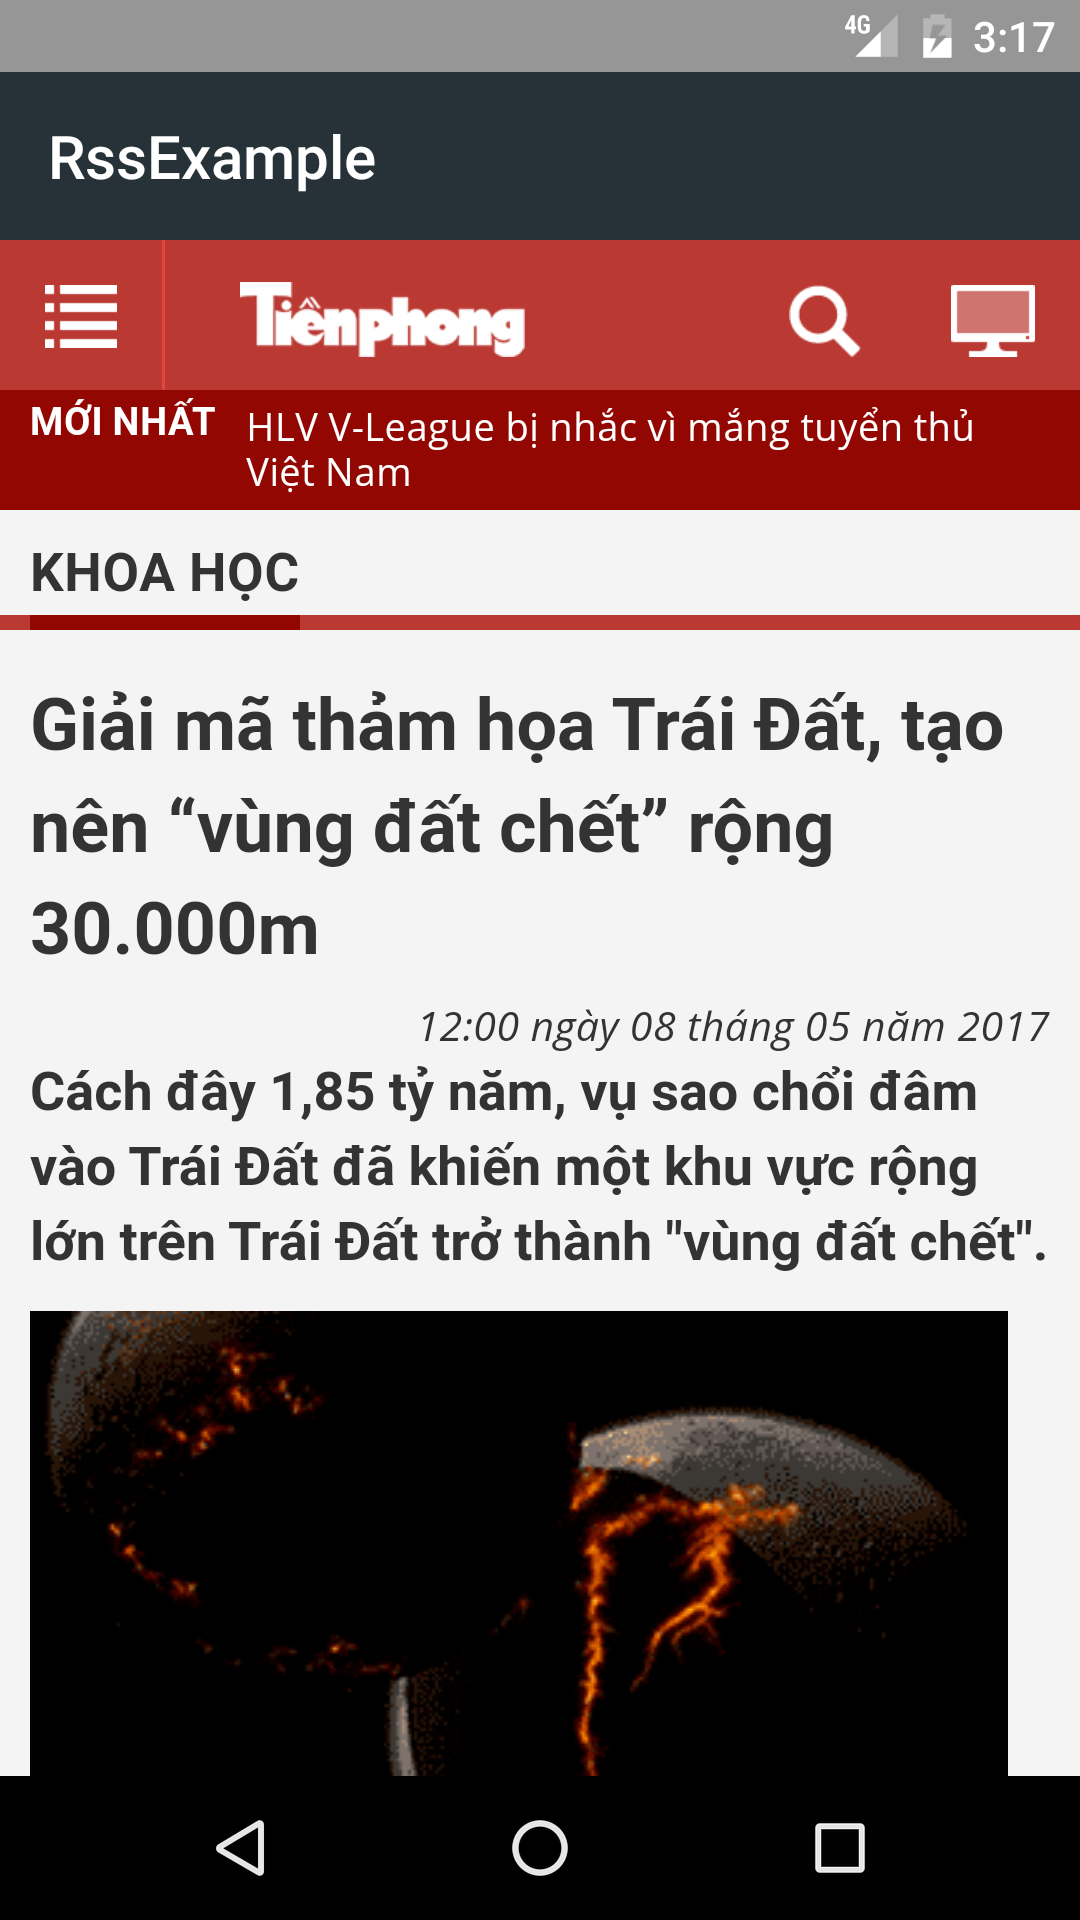 4G 3:17
RssExample
Tiềnphong
MỚI NHẤT HLV V-League bị nhắc vì mắng tuyển thủ
Việt Nam
KHOA HỌC
Giải mã thảm họa Trái Đất, tạo
nên “vùng đất chết” rộng
30.000m
12:00 ngày 08 tháng 05 năm 2017
Cách đây 1,85 tỷ năm, vụ sao chổi đâm
vào Trái Đất đã khiến một khu vực rộng
lớn trên Trái Đất trở thành "vùng đất chết".